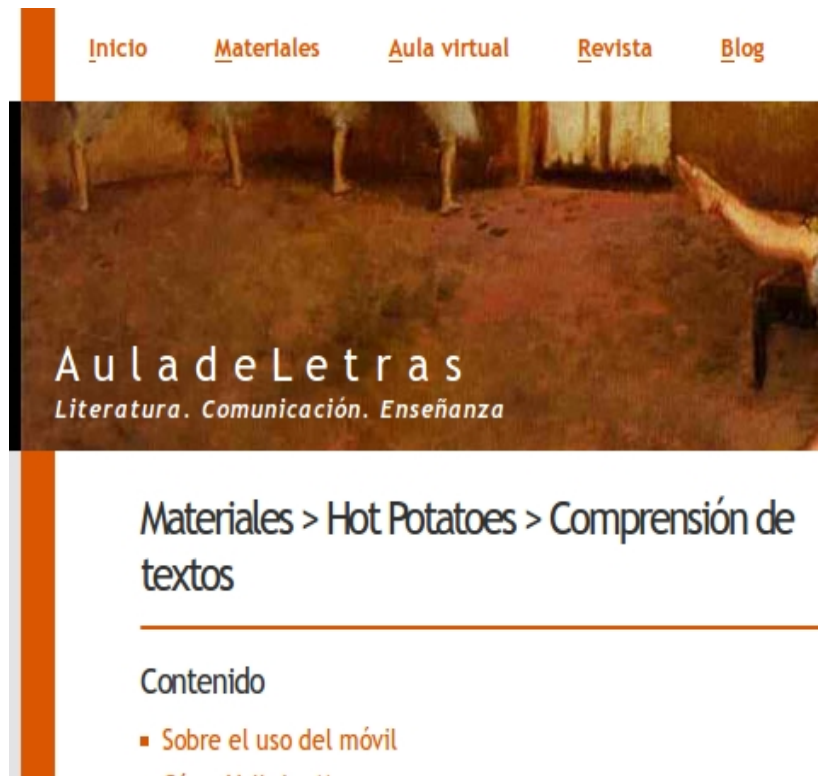 Inicio Materiales Aula virtual Revista Blog
AuladeLetras
Literatura. Comunicación. Enseñanza
Materiales > Hot Potatoes > Comprensión de
textos
Contenido
Sobre el uso del móvil